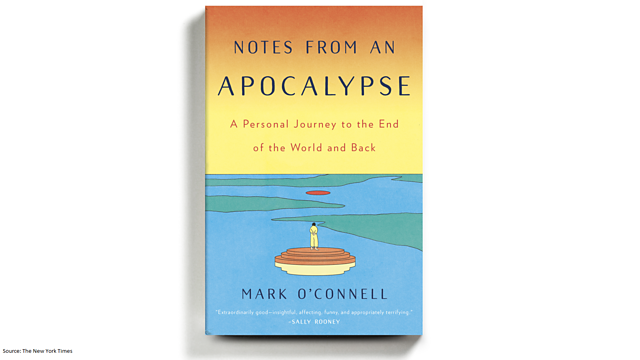 NOTES FROM AN
APOCALYPSE
A Personal Journey to the End
of the World and Back
MARK O'CONNELL
"Extraordinarily good—insightful, affecting, funny, and appropriately terrifying."
–SALLY ROONEY
Source: The New York Times